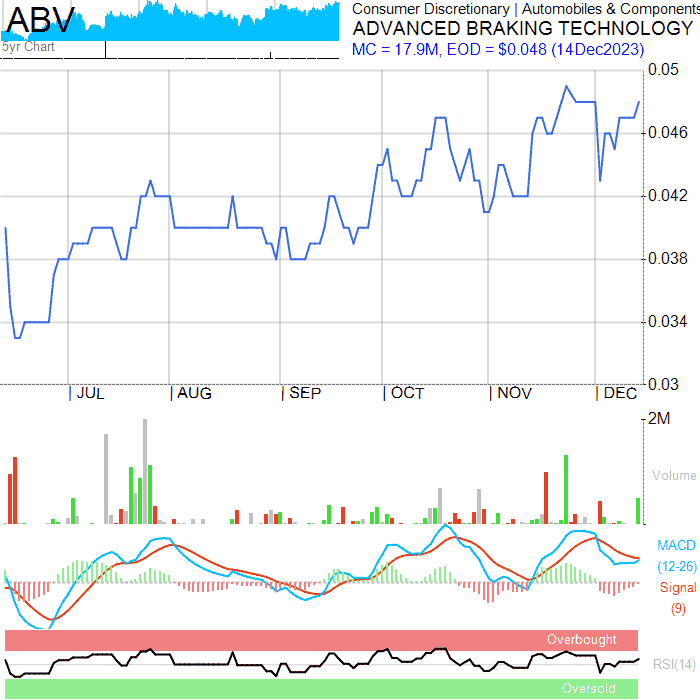 ABV
5yr Chart
Consumer Discretionary | Automobiles & Components
ADVANCED BRAKING TECHNOLOGY
MC = 17.9M, EOD = $0.048 (14Dec2023)
0.05
0.046
0.042
0.038
0.034
0.03
| JUL | AUG | SEP | OCT | NOV | DEC
2M
Volume
MACD
(12-26)
Signal
(9)
Overbought
RSI(14)
Oversold